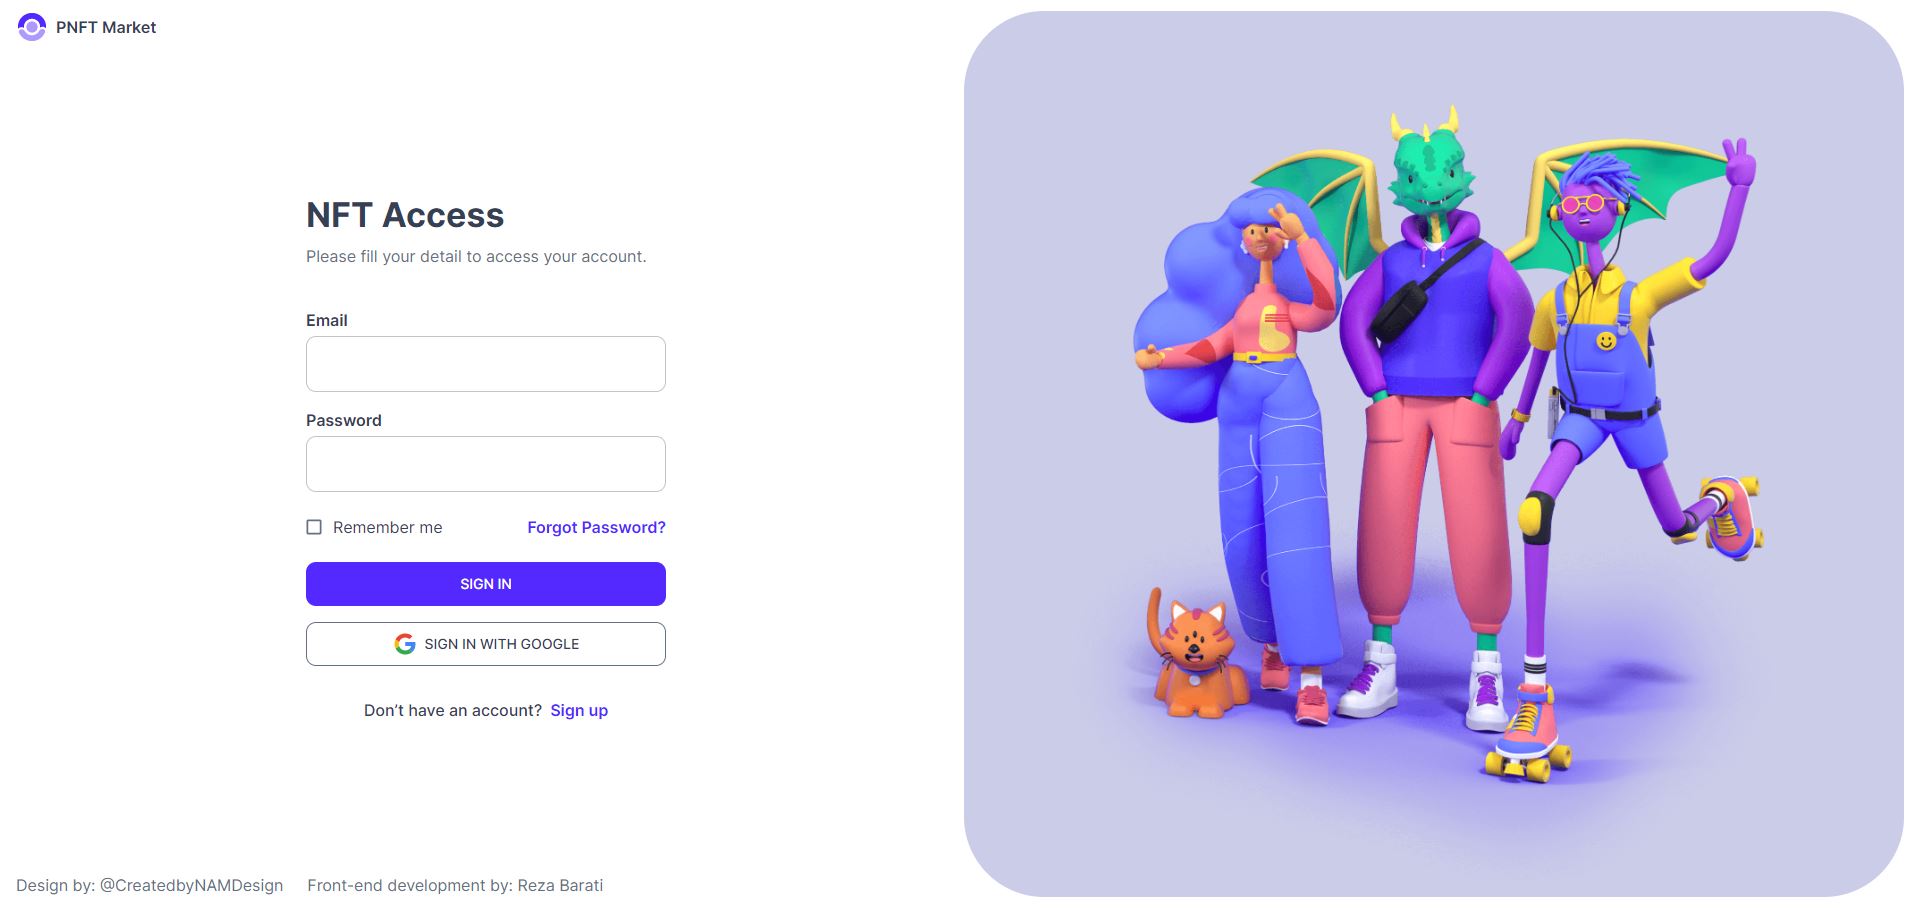 PNFT Market
NFT Access
Please fill your detail to access your account.
Email
Password
Remember me
Forgot Password?
SIGN IN
SIGN IN WITH GOOGLE
Don’t have an account? Sign up
Design by: @CreatedbyNAMDesign
Front-end development by: Reza Barati